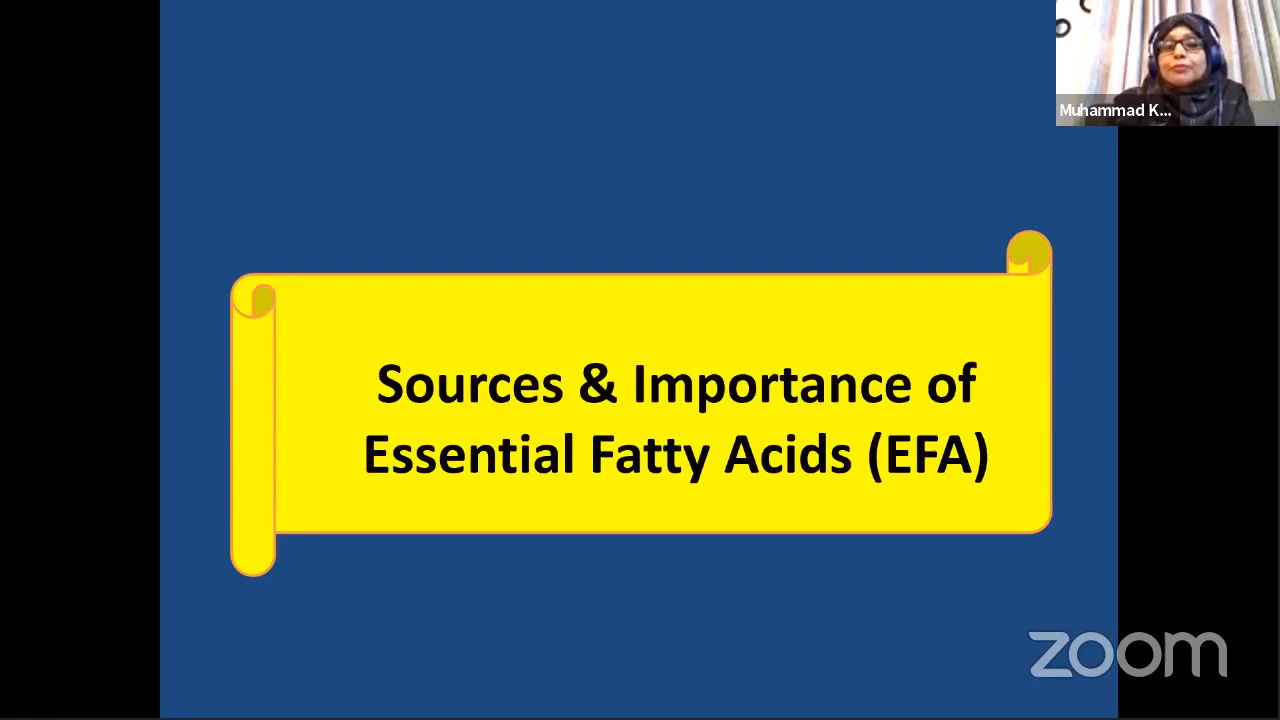 Muhammad K...
Sources & Importance of
Essential Fatty Acids (EFA)
zoom